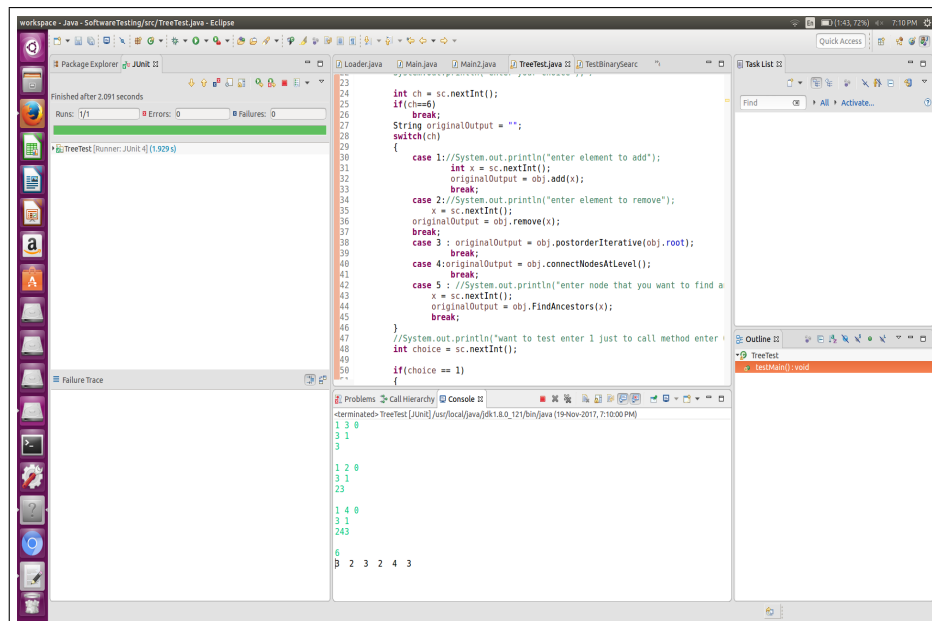 workspace - Java - SoftwareTesting/src/TreeTest.java - Eclipse
En (1:43, 72%) 7:10 PM
Quick Access
Package Explorer JUnit
Finished after 2.091 seconds
Runs: 1/1 Errors: 0 Failures: 0
TreeTest [Runner: JUnit 4] (1.929 s)
Failure Trace
Loader.java Main.java Main2.java TreeTest.java TestBinarySearc
23
24 int ch = sc.nextInt();
25 if(ch==6)
26 break;
27 String originalOutput = "";
28 switch(ch)
29 {
30 case 1://System.out.println("enter element to add");
31 int x = sc.nextInt();
32 originalOutput = obj.add(x);
33 break;
34 case 2://System.out.println("enter element to remove");
35 x = sc.nextInt();
36 originalOutput = obj.remove(x);
37 break;
38 case 3 : originalOutput = obj.postorderIterative(obj.root);
39 break;
40 case 4:originalOutput = obj.connectNodesAtLevel();
41 break;
42 case 5 : //System.out.println("enter node that you want to find a
43 x = sc.nextInt();
44 originalOutput = obj.FindAncestors(x);
45 break;
46 }
47 //System.out.println("want to test enter 1 just to call method enter
48 int choice = sc.nextInt();
49
50 if(choice == 1)
{
Problems Call Hierarchy Console
<terminated> TreeTest [JUnit] /usr/local/java/jdk1.8.0_121/bin/java (19-Nov-2017, 7:10:00 PM)
1 3 0
3 1
3
1 2 0
3 1
23
1 4 0
3 1
243
6
3 2 3 2 4 3
Task List
Find All Activate...
Outline
TreeTest
testMain() : void